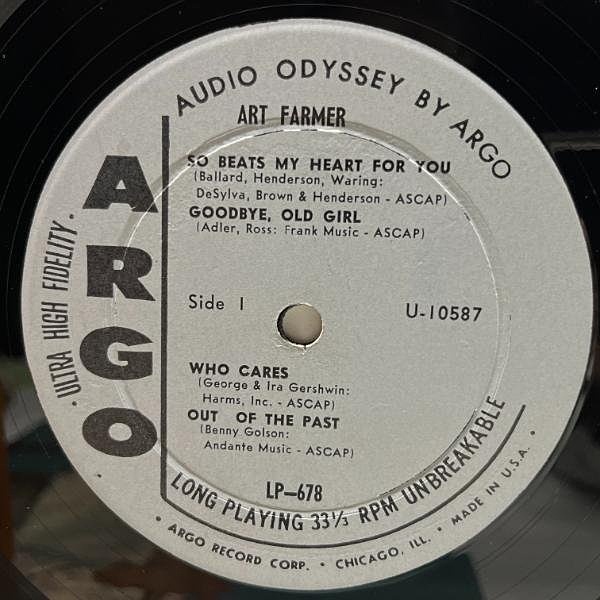 AUDIO ODYSSEY BY ARGO
ART FARMER
ARGO
· ULTRA HIGH FIDELITY ·
SO BEATS MY HEART FOR YOU
(Ballard, Henderson, Waring:
DeSylva, Brown & Henderson - ASCAP)
GOODBYE, OLD GIRL
(Adler, Ross: Frank Music - ASCAP)
Side 1
U-10587
WHO CARES
(George & Ira Gershwin:
Harms, Inc. - ASCAP)
OUT OF THE PAST
(Benny Golson:
Andante Music - ASCAP)
LP-678
LONG PLAYING 33⅓ RPM UNBREAKABLE
· ARGO RECORD CORP. · CHICAGO, ILL. · MADE IN U.S.A. ·